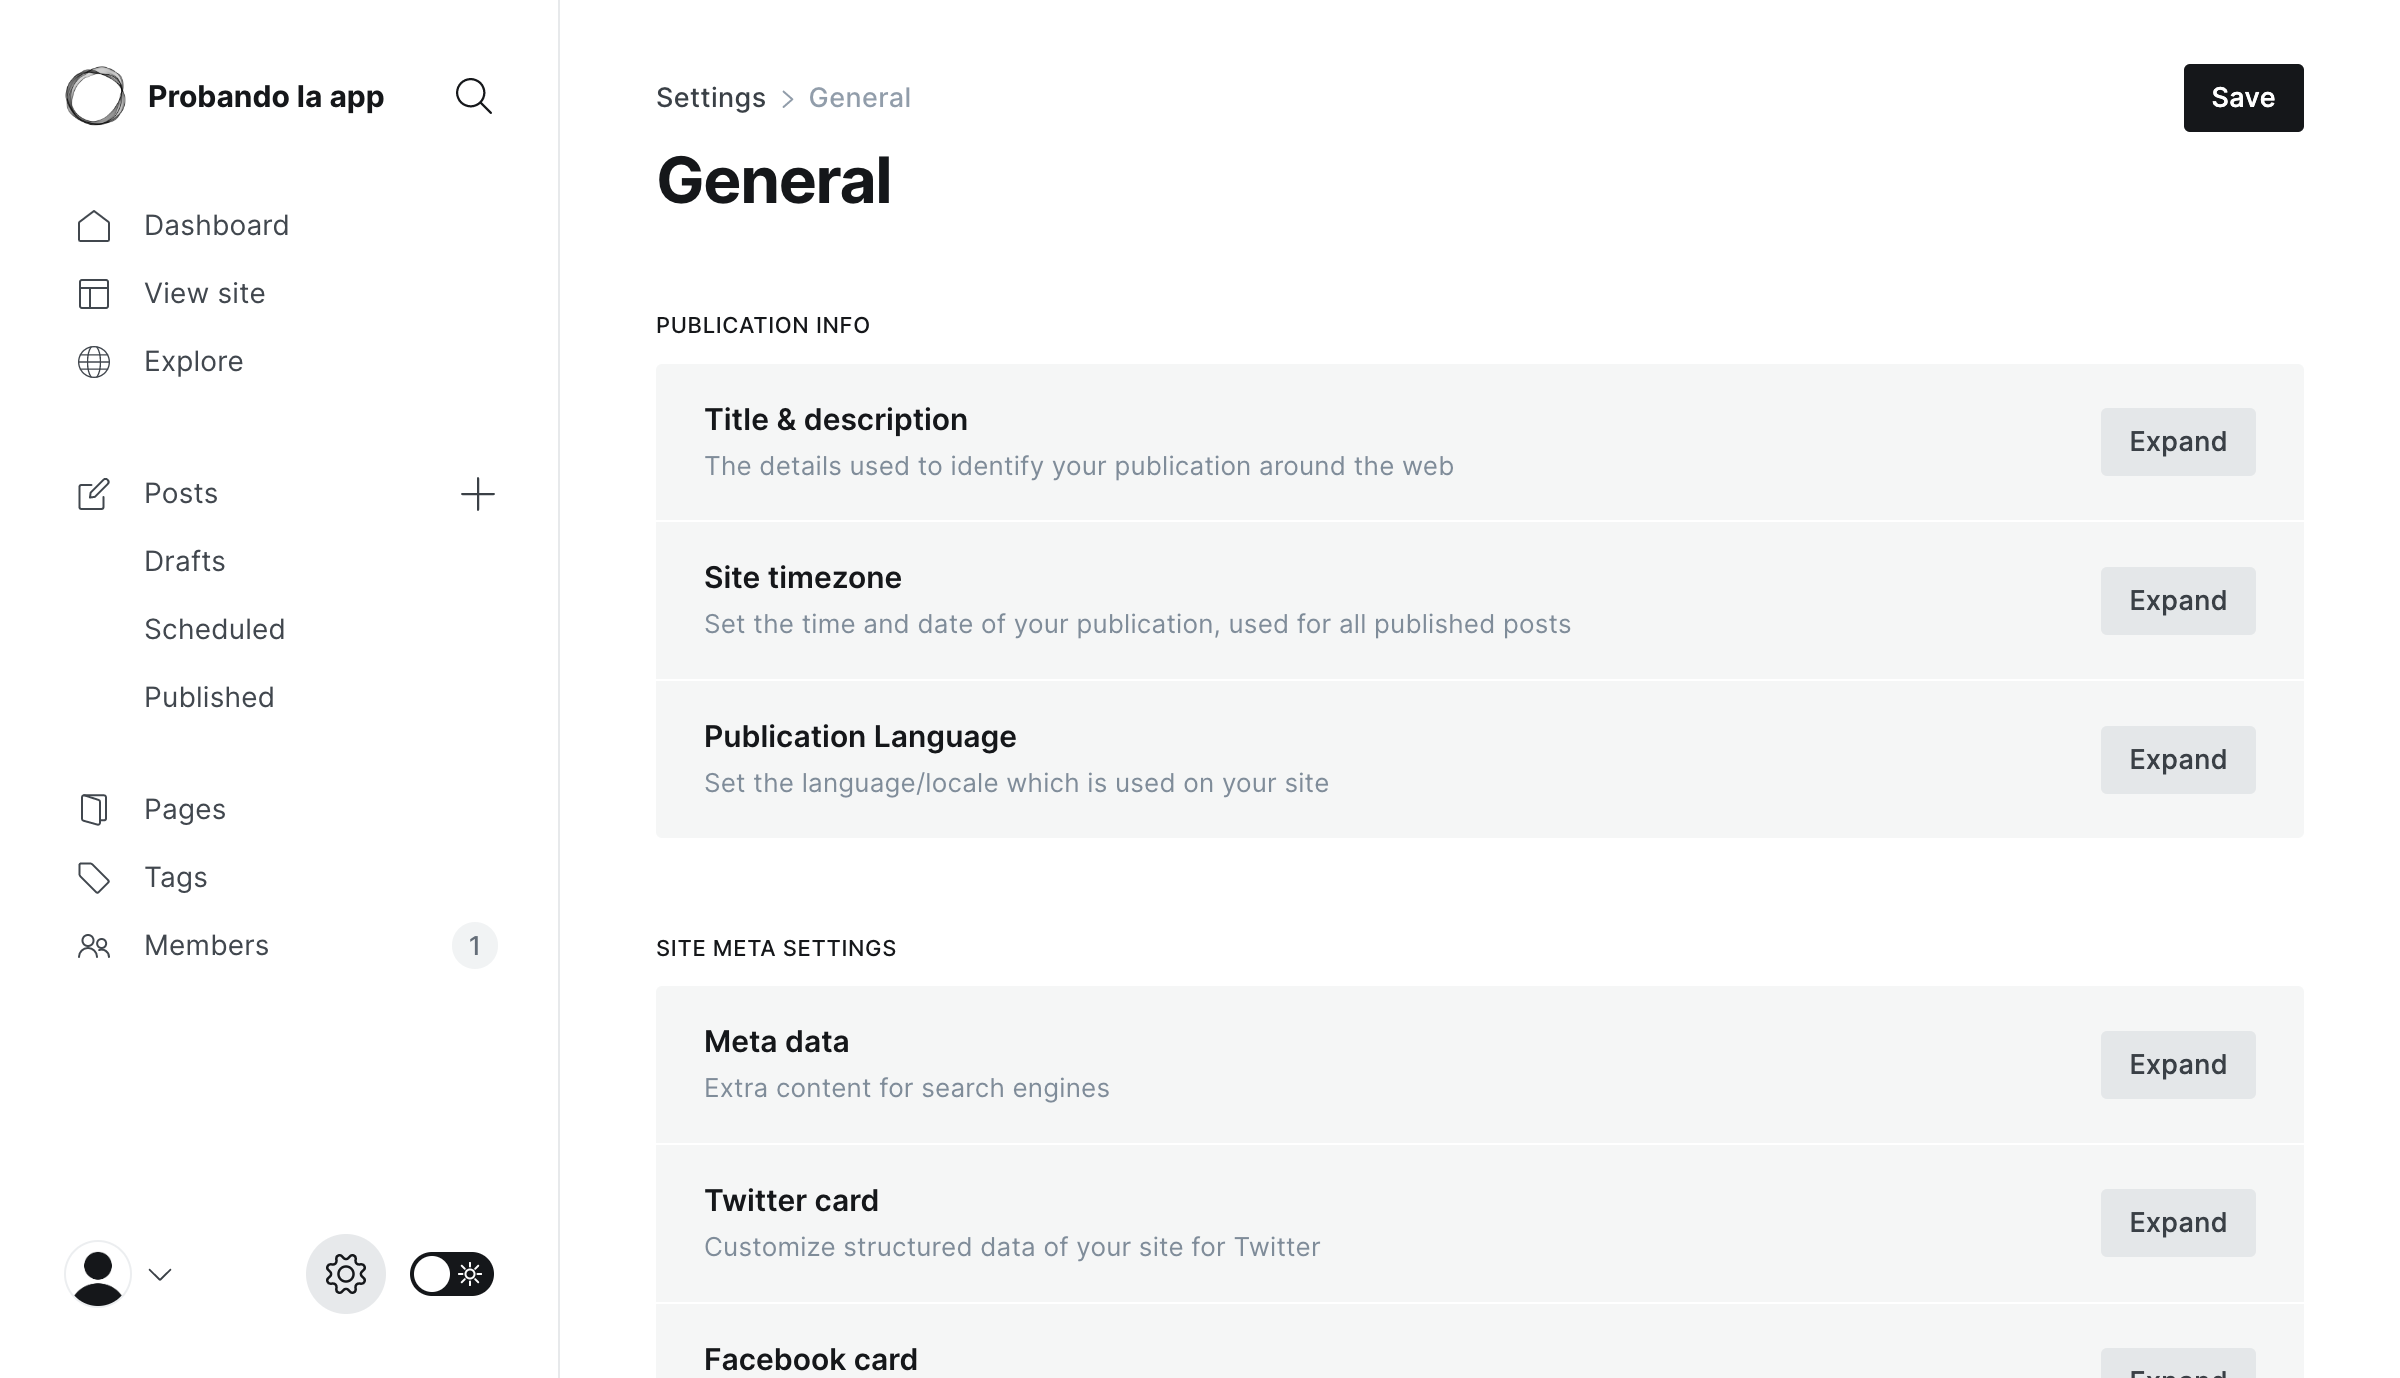 Probando la app
Dashboard
View site
Explore
Posts
Drafts
Scheduled
Published
Pages
Tags
Members
1
Settings > General
Save
General
PUBLICATION INFO
Title & description
The details used to identify your publication around the web
Expand
Site timezone
Set the time and date of your publication, used for all published posts
Expand
Publication Language
Set the language/locale which is used on your site
Expand
SITE META SETTINGS
Meta data
Extra content for search engines
Expand
Twitter card
Customize structured data of your site for Twitter
Expand
Facebook card
Expand